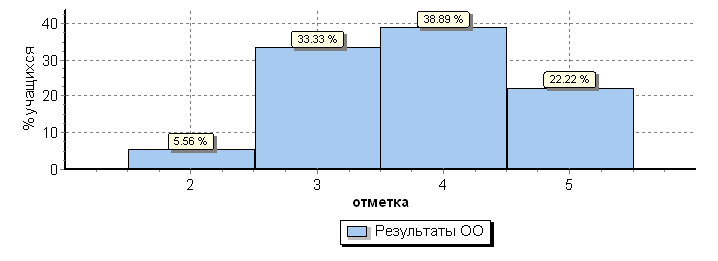 % учащихся
40
30
20
10
0
5.56 %
33.33 %
38.89 %
22.22 %
2 3 4 5
отметка
Результаты ОО